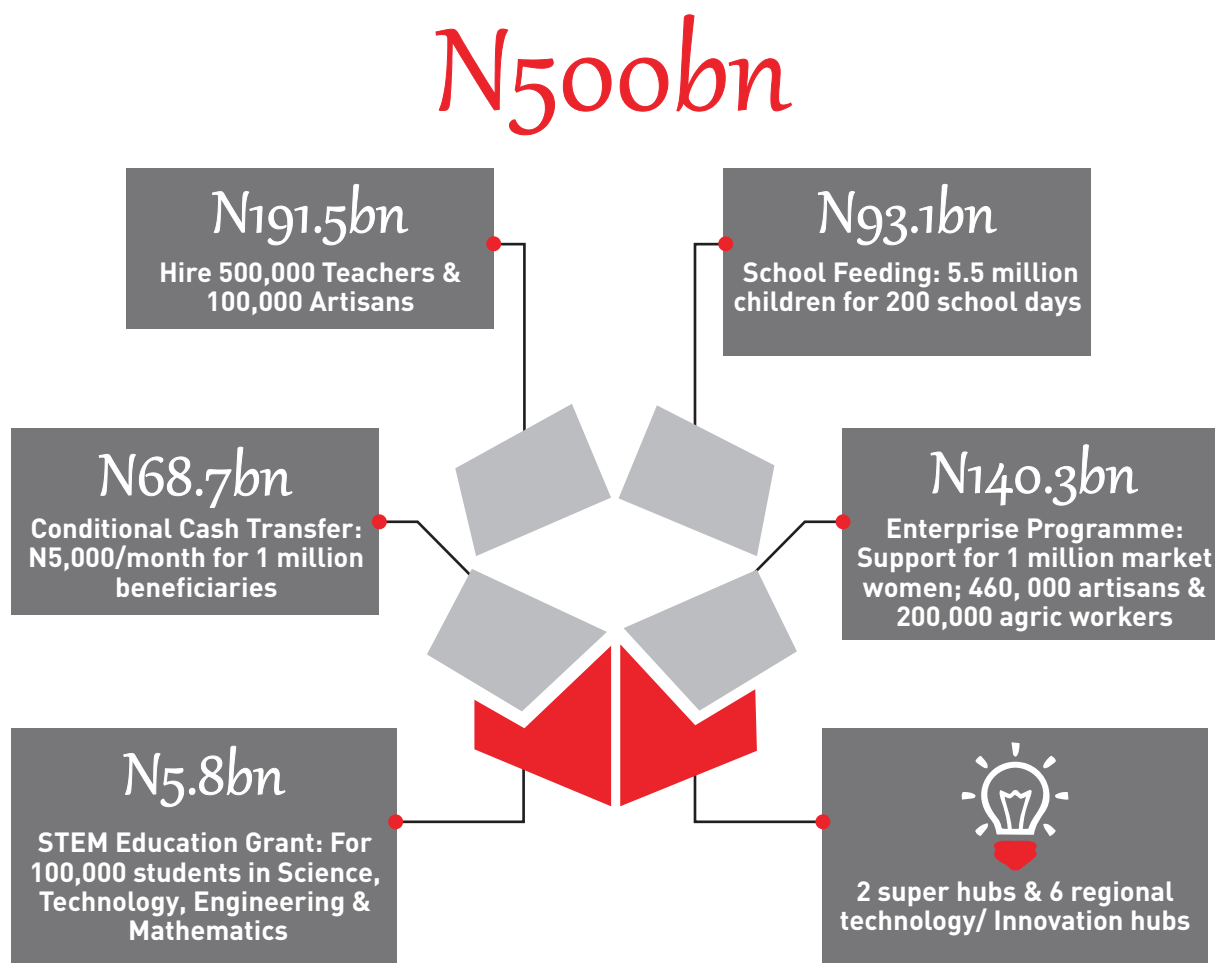 N500bn
N191.5bn
Hire 500,000 Teachers &
100,000 Artisans
N93.1bn
School Feeding: 5.5 million
children for 200 school days
N68.7bn
Conditional Cash Transfer:
N5,000/month for 1 million
beneficiaries
N140.3bn
Enterprise Programme:
Support for 1 million market
women; 460, 000 artisans &
200,000 agric workers
N5.8bn
STEM Education Grant: For
100,000 students in Science,
Technology, Engineering &
Mathematics
2 super hubs & 6 regional
technology/ Innovation hubs